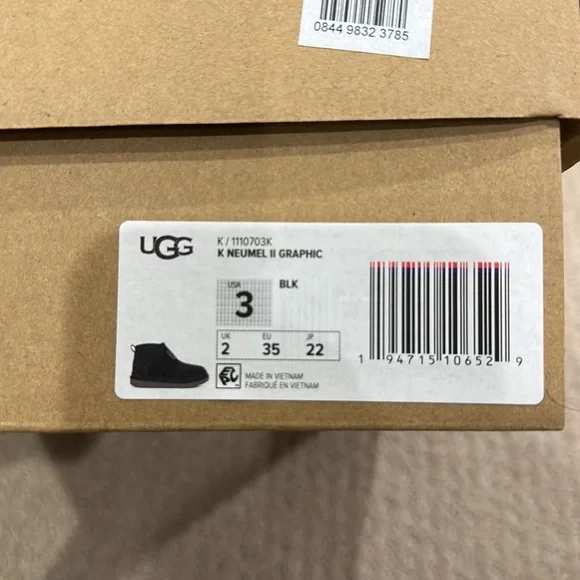 0844 9832 3785
UGG
K / 1110703K
K NEUMEL II GRAPHIC
USA
3
BLK
UK EU JP
2 35 22
1 94715 10652 9
MADE IN VIETNAM
FABRIQUÉ EN VIETNAM